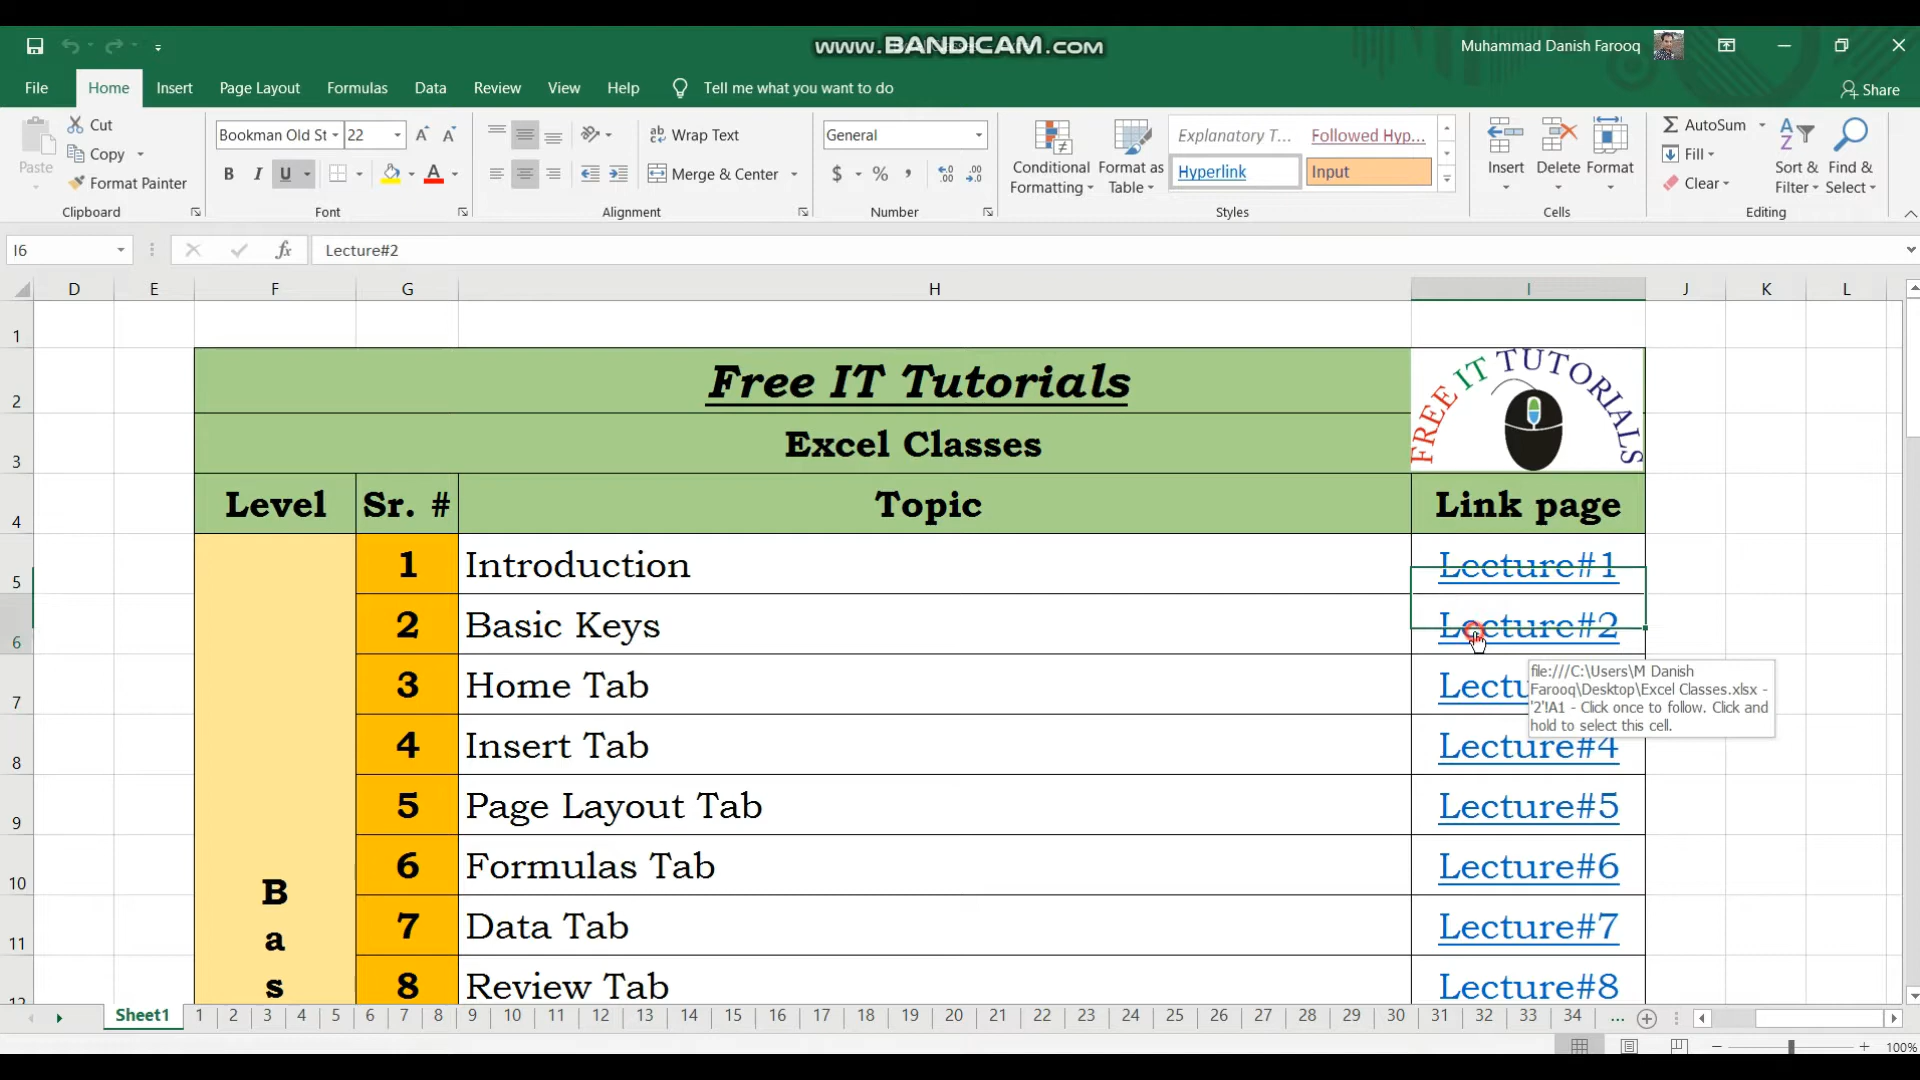 www.BANDICAM.com
Muhammad Danish Farooq
File Home Insert Page Layout Formulas Data Review View Help Tell me what you want to do Share
Paste
Cut
Copy
Format Painter
Clipboard
Bookman Old St 22
B I U
Font
Wrap Text
Merge & Center
Alignment
General
$ % ,
Number
Conditional Formatting
Format as Table
Explanatory T... Followed Hyp...
Hyperlink Input
Styles
Insert Delete Format
Cells
AutoSum
Fill
Clear
Sort & Filter
Find & Select
Editing
I6 fx Lecture#2
D E F G H I J K L
1
2 Free IT Tutorials FREE IT TUTORIALS
3 Excel Classes
4 Level Sr. # Topic Link page
5 1 Introduction Lecture#1
6 2 Basic Keys Lecture#2
7 3 Home Tab Lectu
file:///C:\Users\M Danish
Farooq\Desktop\Excel Classes.xlsx -
'2'!A1 - Click once to follow. Click and
hold to select this cell.
8 4 Insert Tab Lecture#4
9 5 Page Layout Tab Lecture#5
10 6 Formulas Tab Lecture#6
11 7 Data Tab Lecture#7
12 8 Review Tab Lecture#8
B
a
s
Sheet1 1 2 3 4 5 6 7 8 9 10 11 12 13 14 15 16 17 18 19 20 21 22 23 24 25 26 27 28 29 30 31 32 33 34 ...
100%